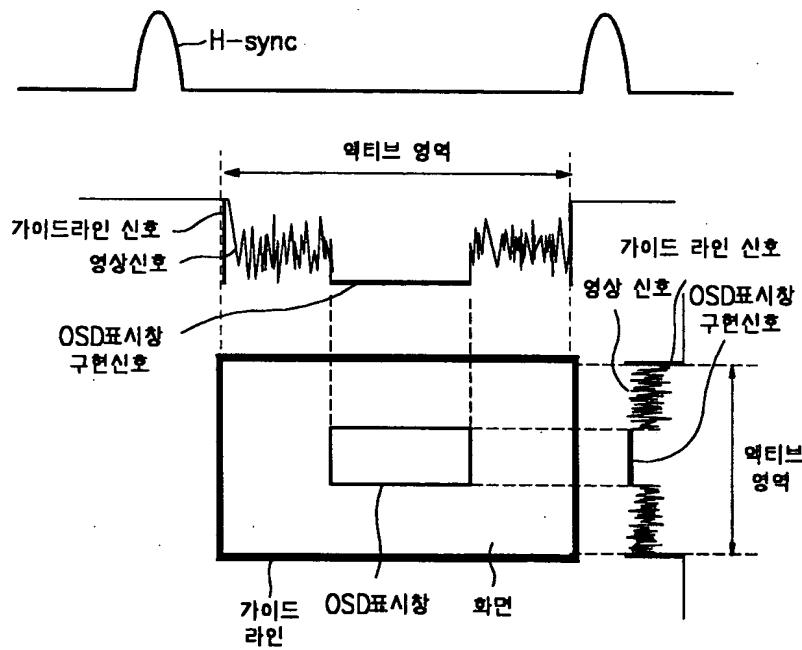 H-sync
액티브 영역
가이드라인 신호
영상신호
OSD표시창
구현신호
가이드 라인 신호
영상 신호
OSD표시창
구현신호
액티브
영역
가이드
라인
OSD표시창
화면